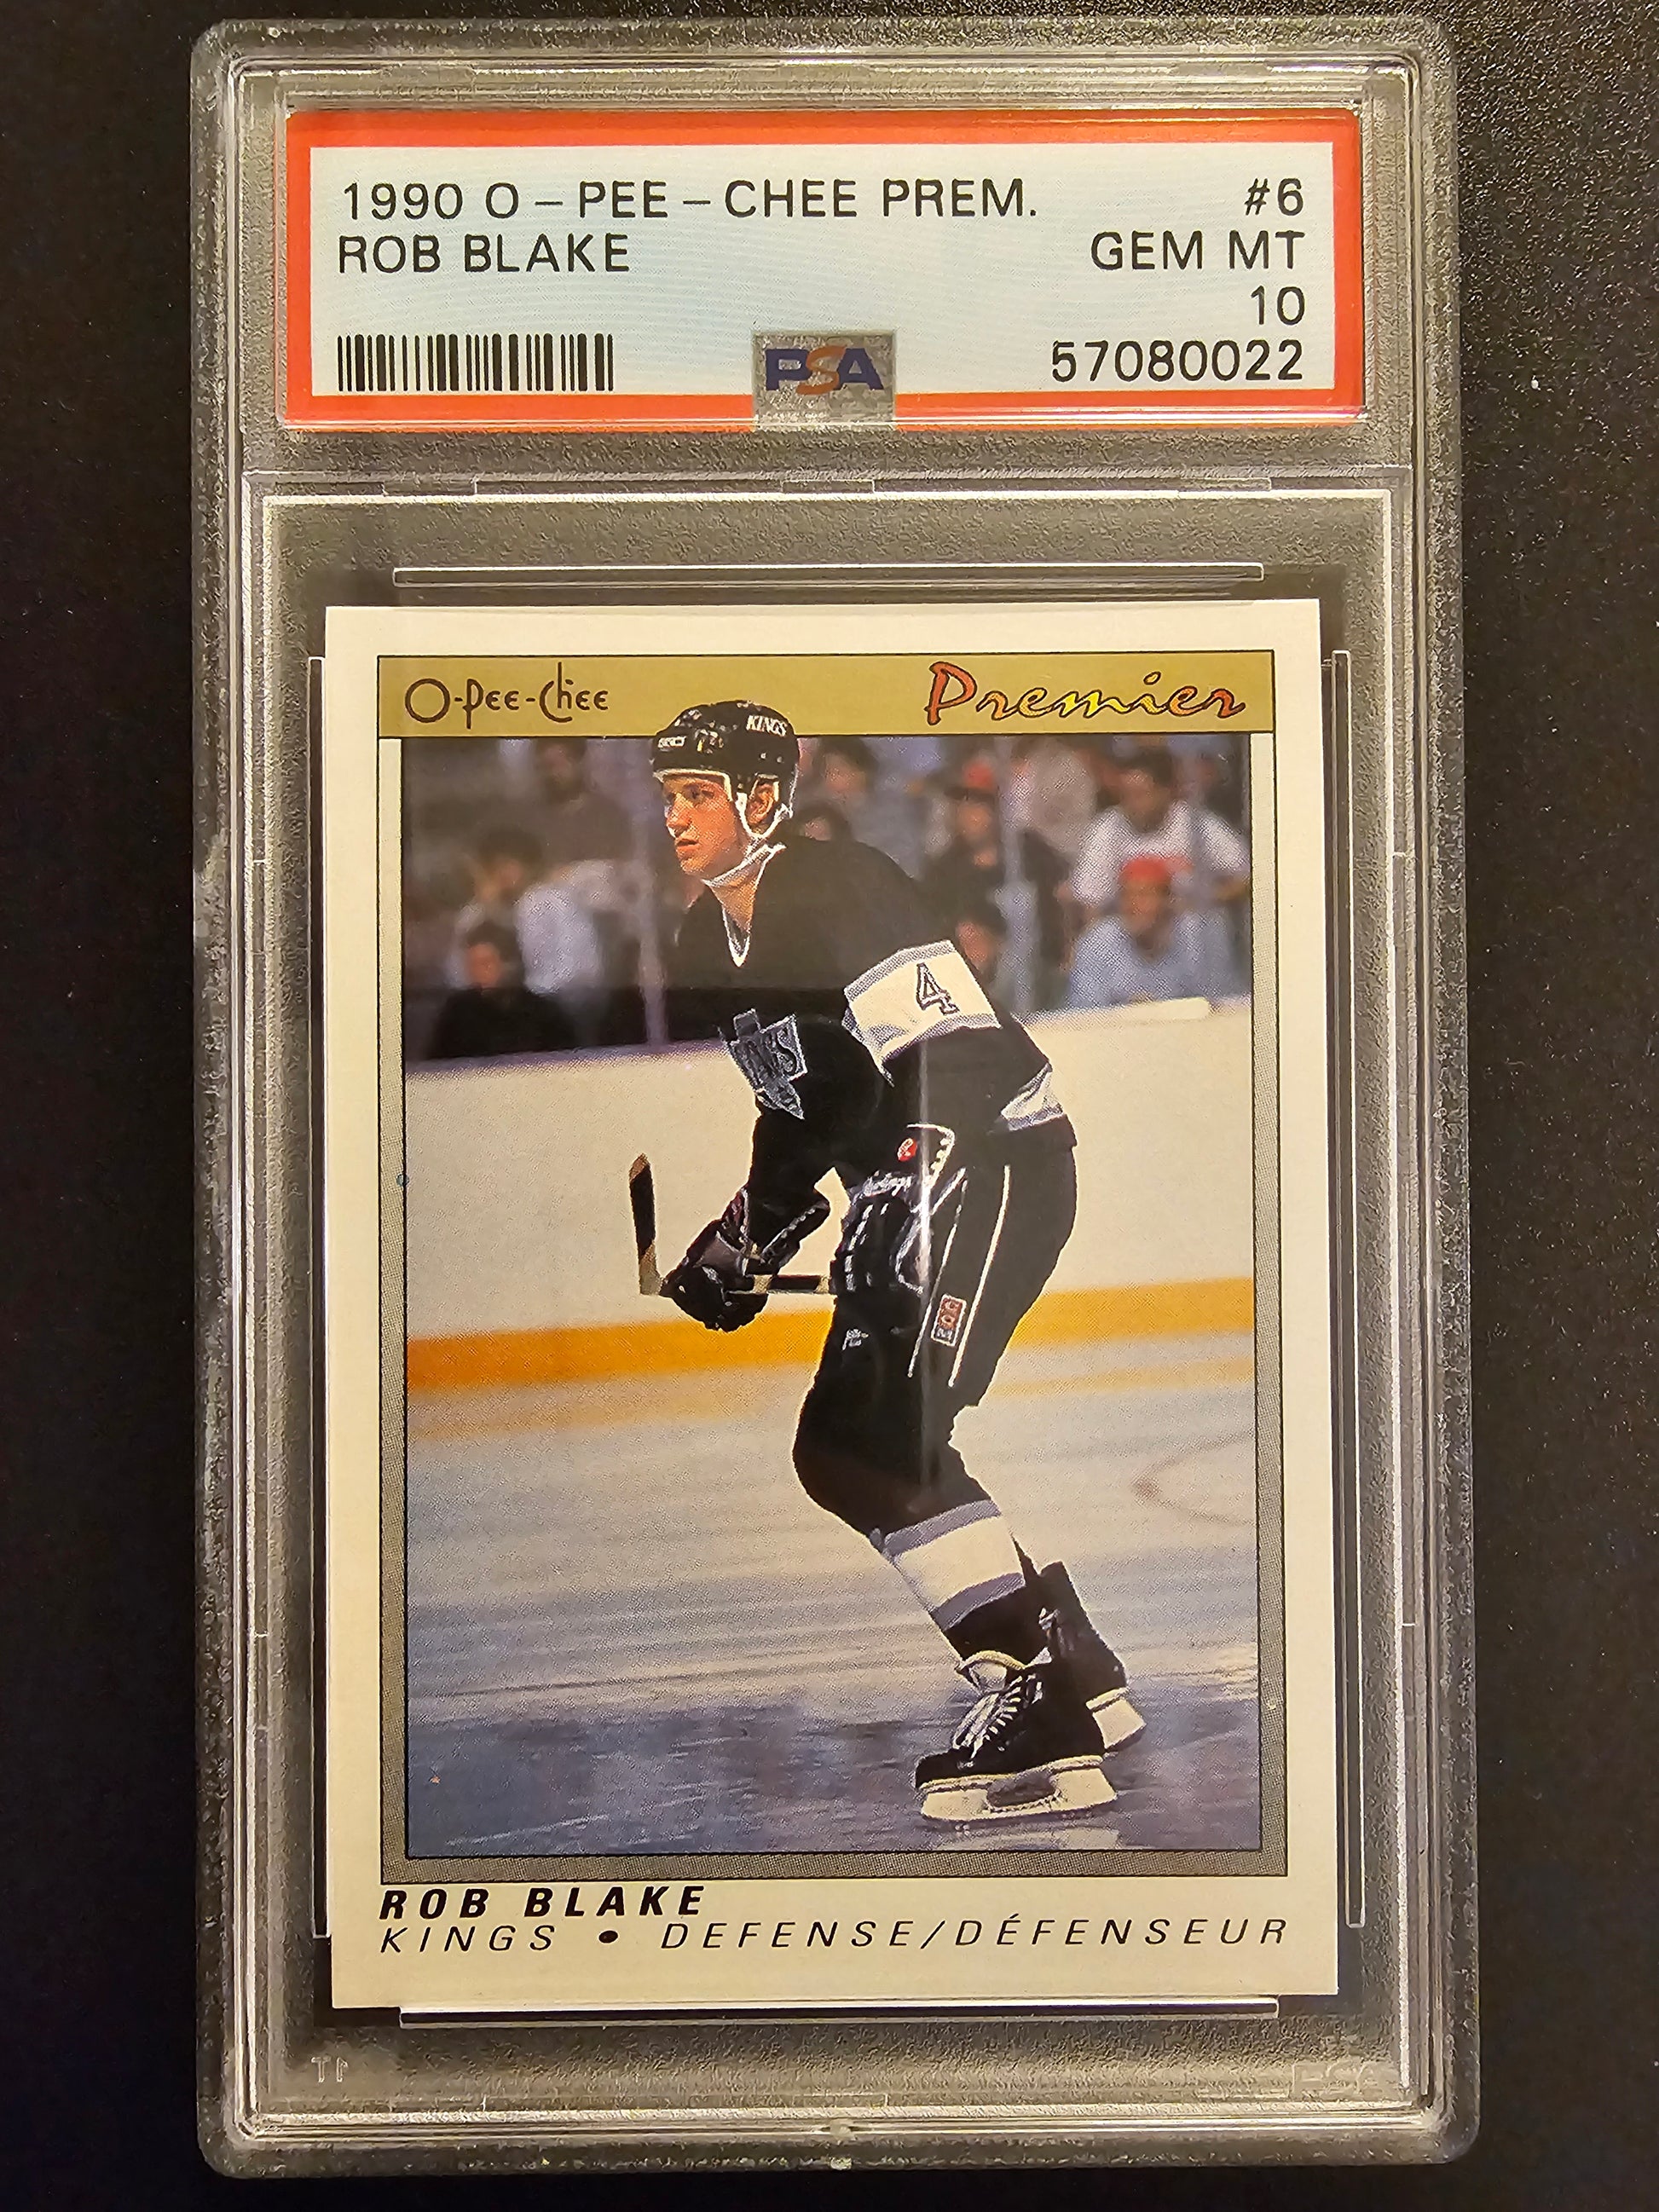 1990 O-PEE-CHEE PREM. #6
ROB BLAKE GEM MT
10
PSA 57080022
O-Pee-Chee Premier
KINGS
4
KINGS
ROB BLAKE
KINGS • DEFENSE/DÉFENSEUR